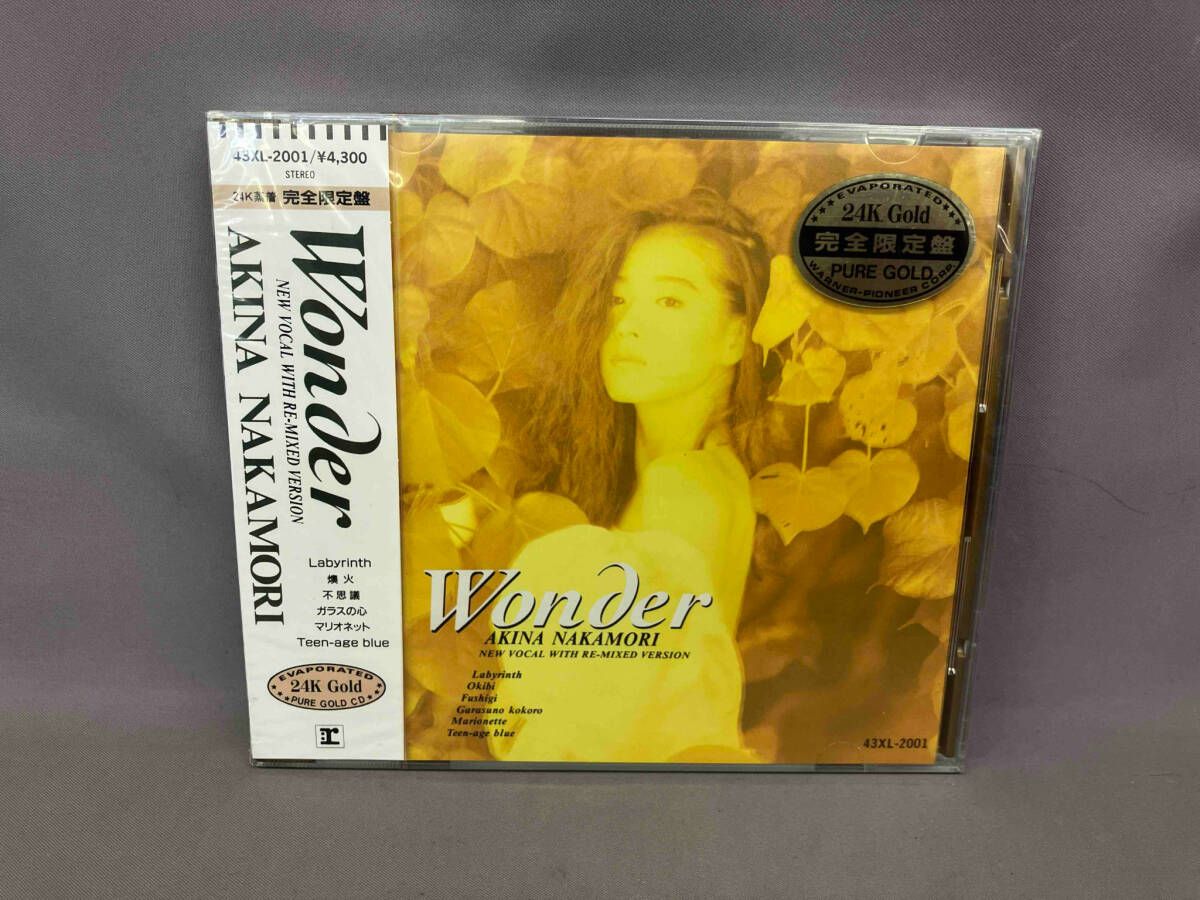 43XL-2001/¥4,300
STEREO
24K蒸着 完全限定盤
Wonder
NEW VOCAL WITH RE-MIXED VERSION
AKINA NAKAMORI
Labyrinth
燠火
不思議
ガラスの心
マリオネット
Teen-age blue
EVAPORATED
24K Gold
PURE GOLD CD
r
EVAPORATED
24K Gold
完全限定盤
PURE GOLD
WARNER-PIONEER CORP.
Wonder
AKINA NAKAMORI
NEW VOCAL WITH RE-MIXED VERSION
Labyrinth
Okibi
Fushigi
Garasuno kokoro
Marionette
Teen-age blue
43XL-2001